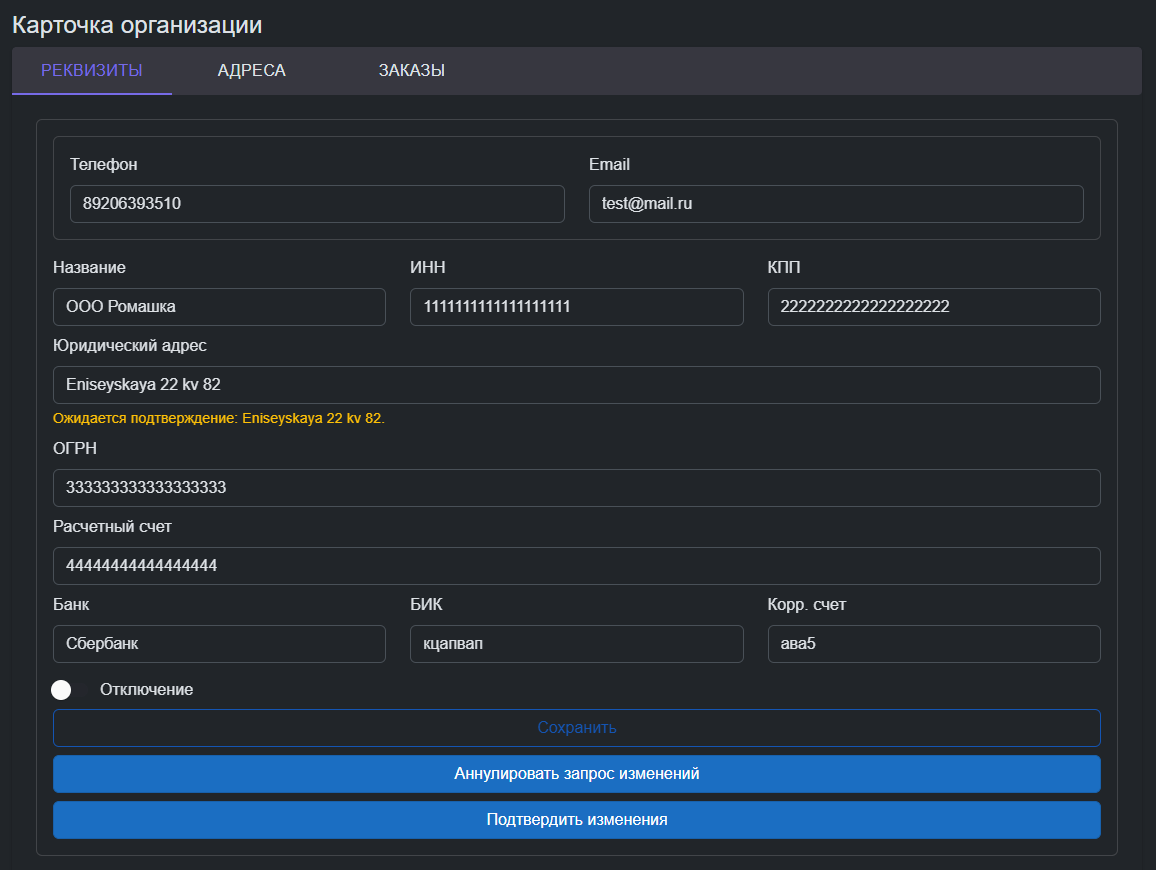 Карточка организации
РЕКВИЗИТЫ АДРЕСА ЗАКАЗЫ
Телефон Email
89206393510 test@mail.ru
Название ИНН КПП
ООО Ромашка 1111111111111111111 2222222222222222222
Юридический адрес
Eniseyskaya 22 kv 82
Ожидается подтверждение: Eniseyskaya 22 kv 82.
ОГРН
333333333333333333
Расчетный счет
44444444444444444
Банк БИК Корр. счет
Сбербанк кцапвап ава5
Отключение
Сохранить
Аннулировать запрос изменений
Подтвердить изменения